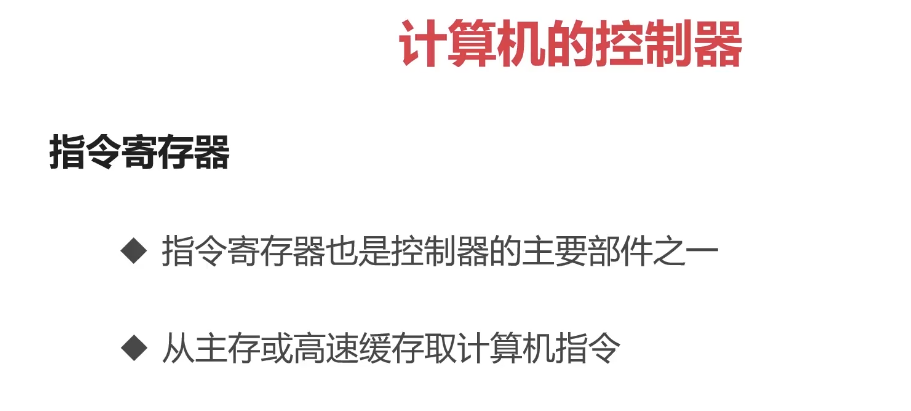 计算机的控制器
指令寄存器
◆ 指令寄存器也是控制器的主要部件之一
◆ 从主存或高速缓存取计算机指令